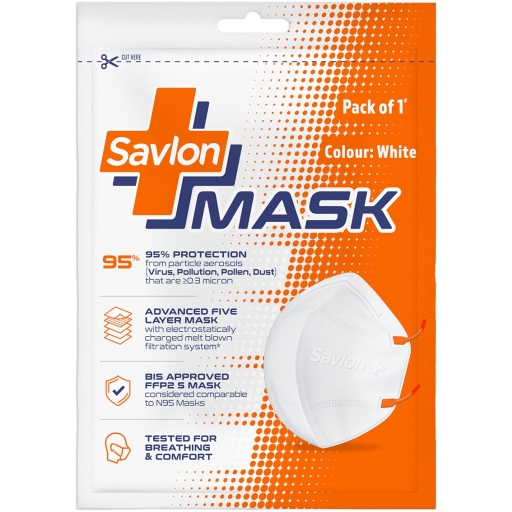 CUT HERE
Pack of 1*
Colour: White
Savlon
MASK
95%
95% PROTECTION
from particle aerosols
(Virus, Pollution, Pollen, Dust)
that are ≥0.3 micron
ADVANCED FIVE
LAYER MASK
with electrostatically
charged melt blown
filtration system*
BIS APPROVED
FFP2 S MASK
considered comparable
to N95 Masks
TESTED FOR
BREATHING
& COMFORT
Savlon